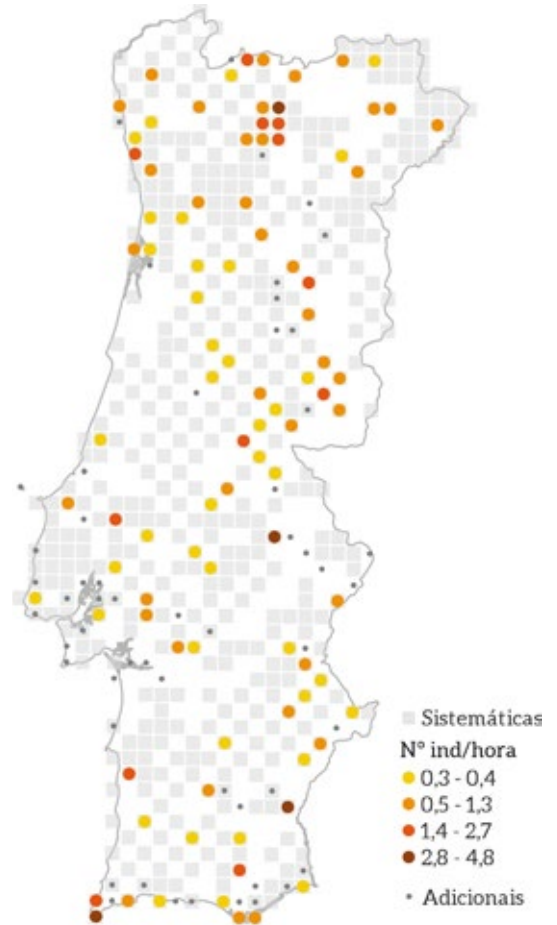 Sistemáticas
N° ind/hora
0,3 - 0,4
0,5 - 1,3
1,4 - 2,7
2,8 - 4,8
Adicionais